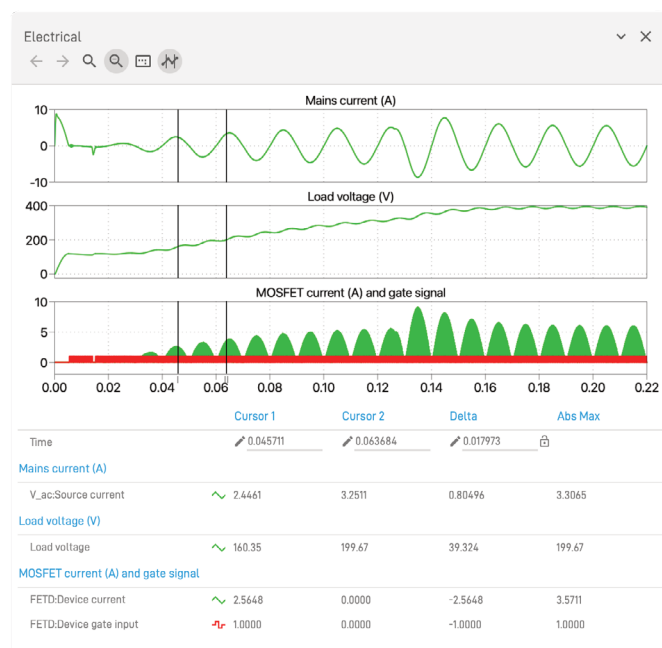 Electrical
Mains current (A)
10
0
-10
Load voltage (V)
400
200
0
MOSFET current (A) and gate signal
10
5
0
0.00 0.02 0.04 0.06 0.08 0.10 0.12 0.14 0.16 0.18 0.20 0.22
Cursor 1 Cursor 2 Delta Abs Max
Time 0.045711 0.063684 0.017973
Mains current (A)
V_ac:Source current 2.4461 3.2511 0.80496 3.3065
Load voltage (V)
Load voltage 160.35 199.67 39.324 199.67
MOSFET current (A) and gate signal
FETD:Device current 2.5648 0.0000 -2.5648 3.5711
FETD:Device gate input 1.0000 0.0000 -1.0000 1.0000